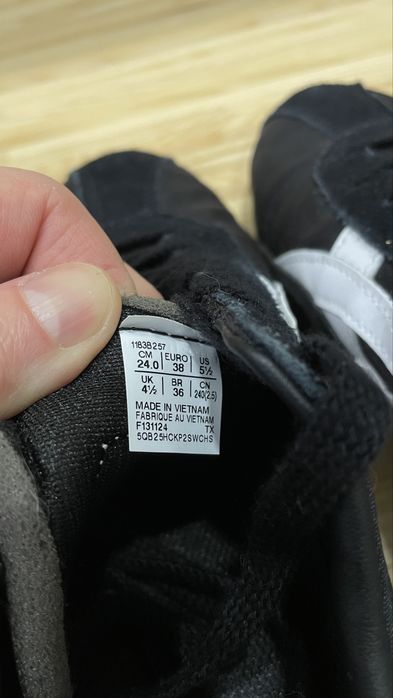 1183B257
CM EURO US
24.0 38 5½
UK BR CN
4½ 36 240(2.5)
MADE IN VIETNAM
FABRIQUE AU VIETNAM
F131124 TX
5QB25HCKP2SWCHS